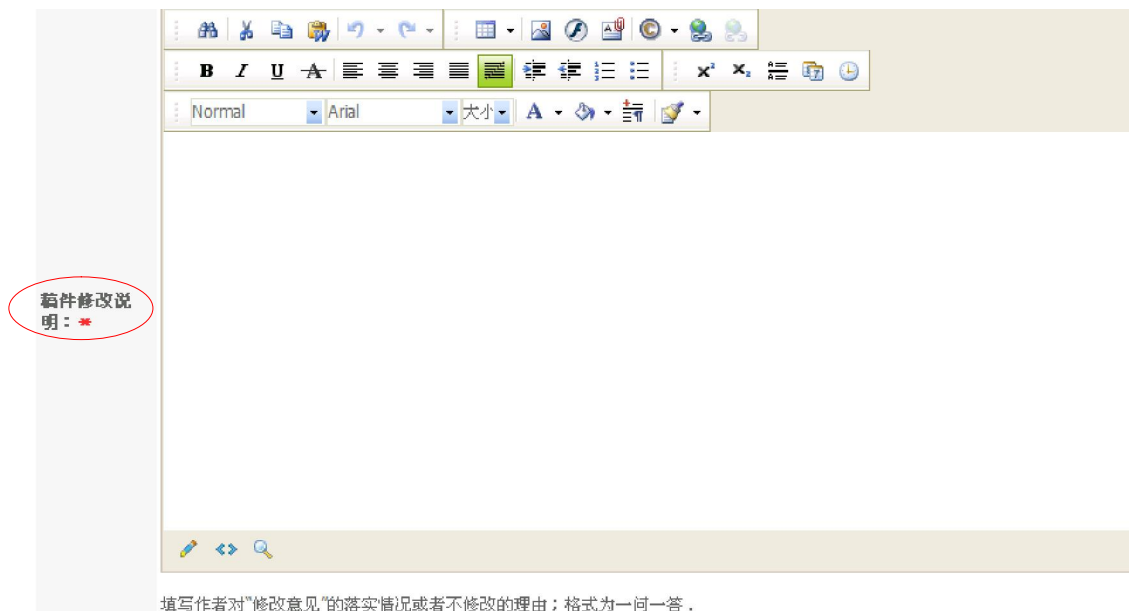 B I U A
x² x₂
Normal Arial 大小 A
稿件修改说
明：*
填写作者对"修改意见"的落实情况或者不修改的理由；格式为一问一答．